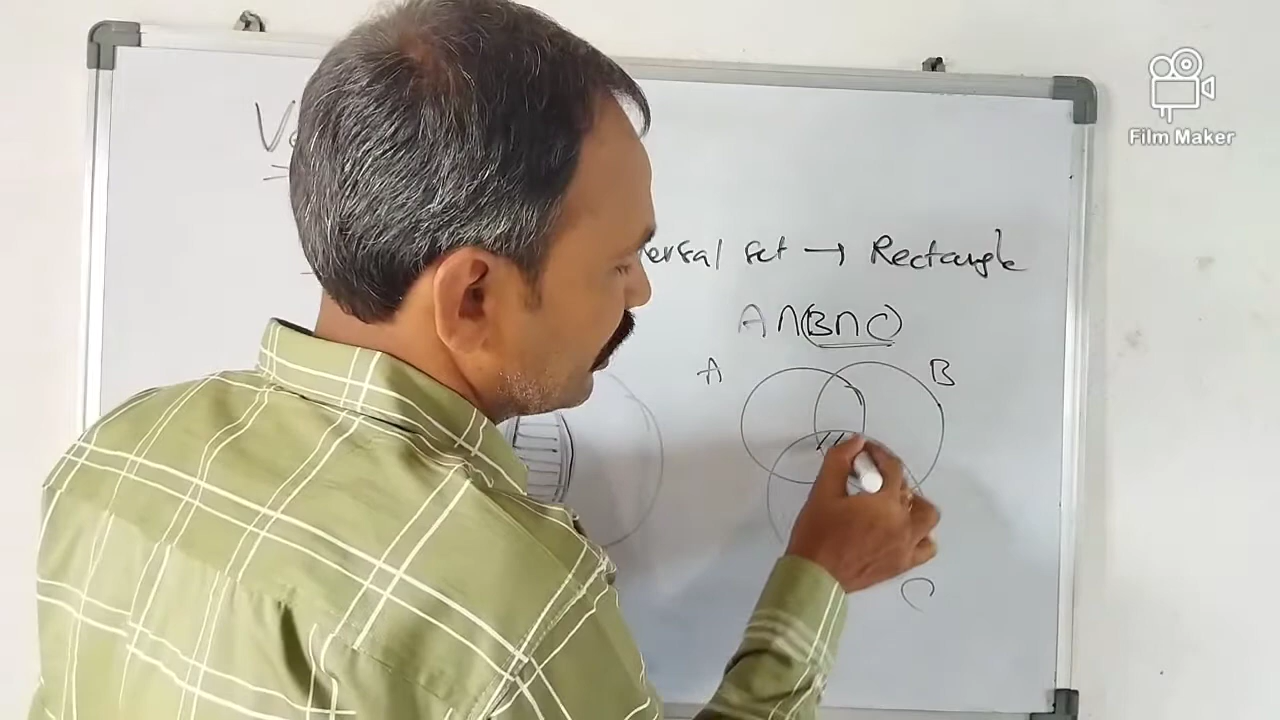 ersal set → Rectangle
A∩(B∩C)
A
B
C
Film Maker